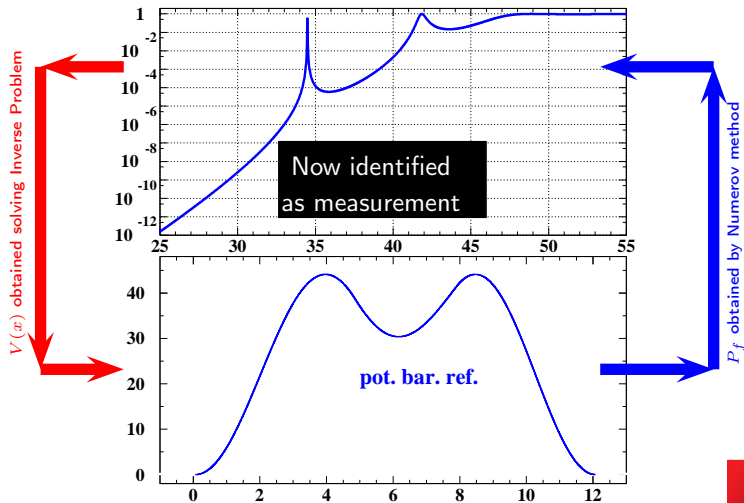 V(x) obtained solving Inverse Problem
1
10 -2
10 -4
10 -6
10 -8
10 -10
10 -12
25 30 35 40 45 50 55
Now identified
as measurement
P_f obtained by Numerov method
40
30
20
10
0
pot. bar. ref.
0 2 4 6 8 10 12